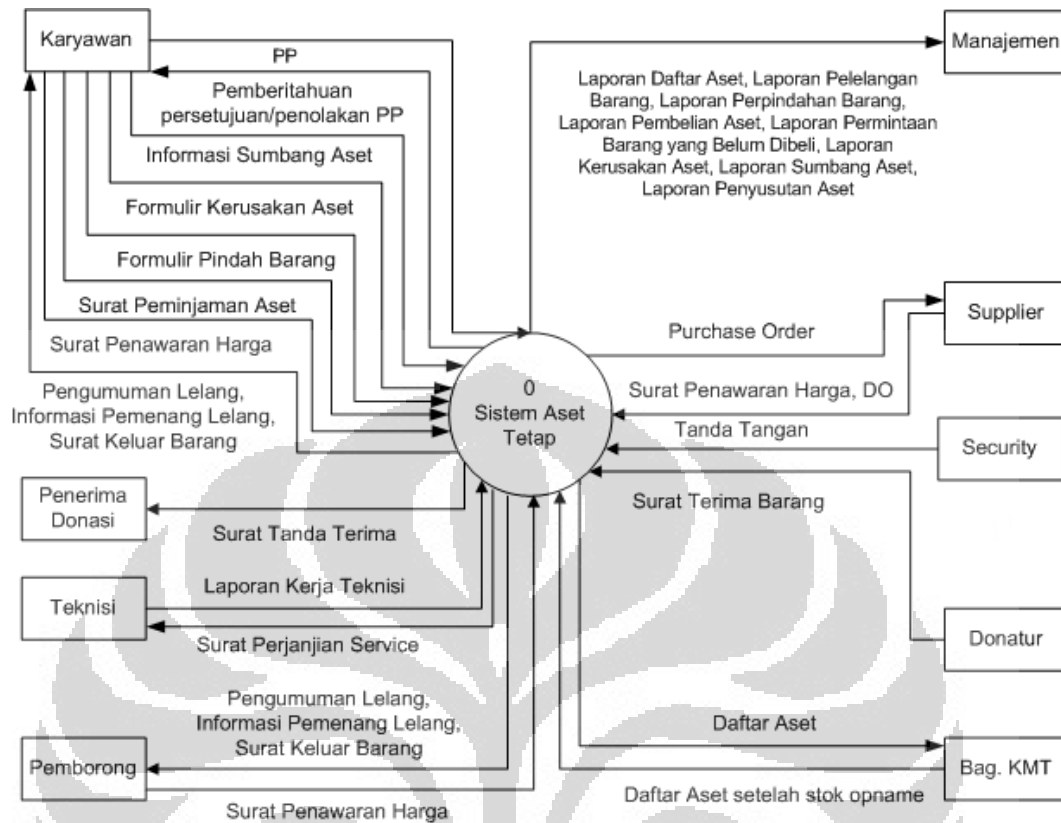 Karyawan
PP
Pemberitahuan
persetujuan/penolakan PP
Informasi Sumbang Aset
Formulir Kerusakan Aset
Formulir Pindah Barang
Surat Peminjaman Aset
Surat Penawaran Harga
Pengumuman Lelang,
Informasi Pemenang Lelang,
Surat Keluar Barang
Manajemen
Laporan Daftar Aset, Laporan Pelelangan
Barang, Laporan Perpindahan Barang,
Laporan Pembelian Aset, Laporan Permintaan
Barang yang Belum Dibeli, Laporan
Kerusakan Aset, Laporan Sumbang Aset,
Laporan Penyusutan Aset
Supplier
Purchase Order
Surat Penawaran Harga, DO
0
Sistem Aset
Tetap
Tanda Tangan
Security
Surat Terima Barang
Penerima
Donasi
Surat Tanda Terima
Laporan Kerja Teknisi
Teknisi
Surat Perjanjian Service
Donatur
Pengumuman Lelang,
Informasi Pemenang Lelang,
Surat Keluar Barang
Pemborong
Surat Penawaran Harga
Daftar Aset
Bag. KMT
Daftar Aset setelah stok opname